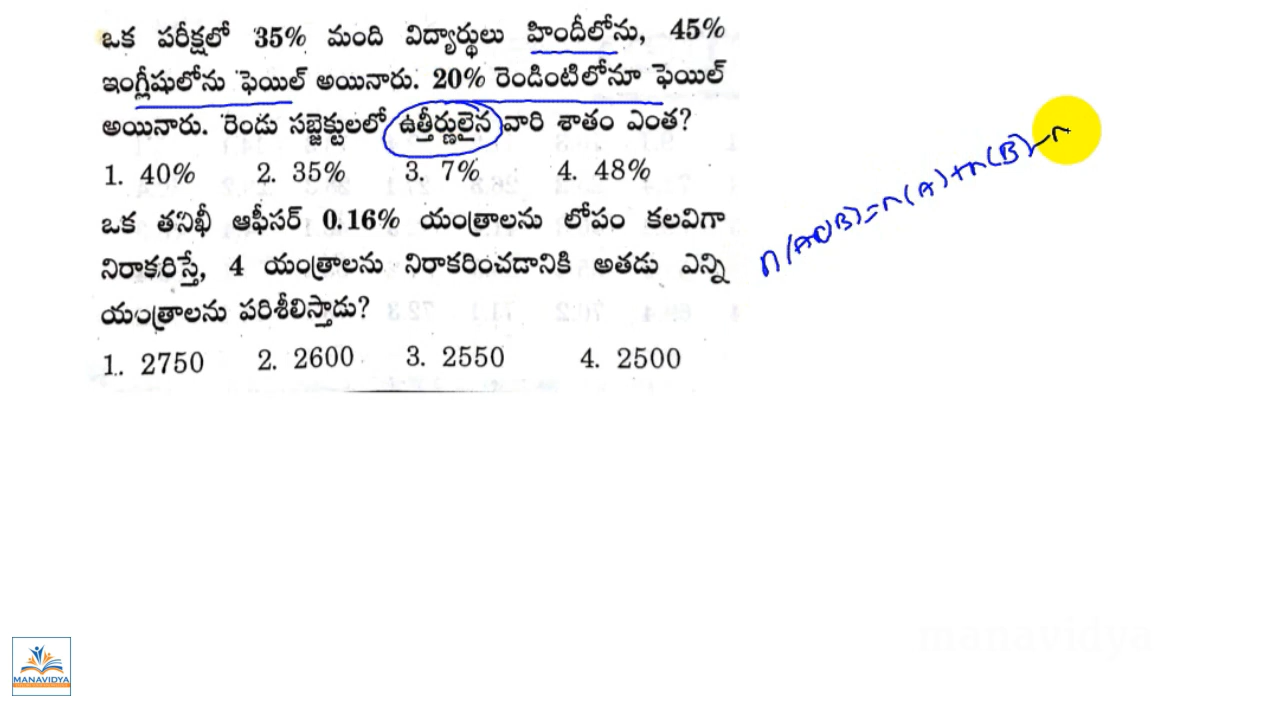 ఒక పరీక్షలో 35% మంది విద్యార్థులు హిందీలోను, 45%
ఇంగ్లీషులోను ఫెయిల్ అయినారు. 20% రెండింటిలోనూ ఫెయిల్
అయినారు. రెండు సబ్జెక్టులలో ఉత్తీర్ణులైన వారి శాతం ఎంత?
1. 40% 2. 35% 3. 7% 4. 48%
ఒక తనిఖీ ఆఫీసర్ 0.16% యంత్రాలను లోపం కలవిగా
నిరాకరిస్తే, 4 యంత్రాలను నిరాకరించడానికి అతడు ఎన్ని
యంత్రాలను పరిశీలిస్తాడు?
1. 2750 2. 2600 3. 2550 4. 2500
n(A∪B)=n(A)+n(B)-n
manavidya
MANAVIDYA